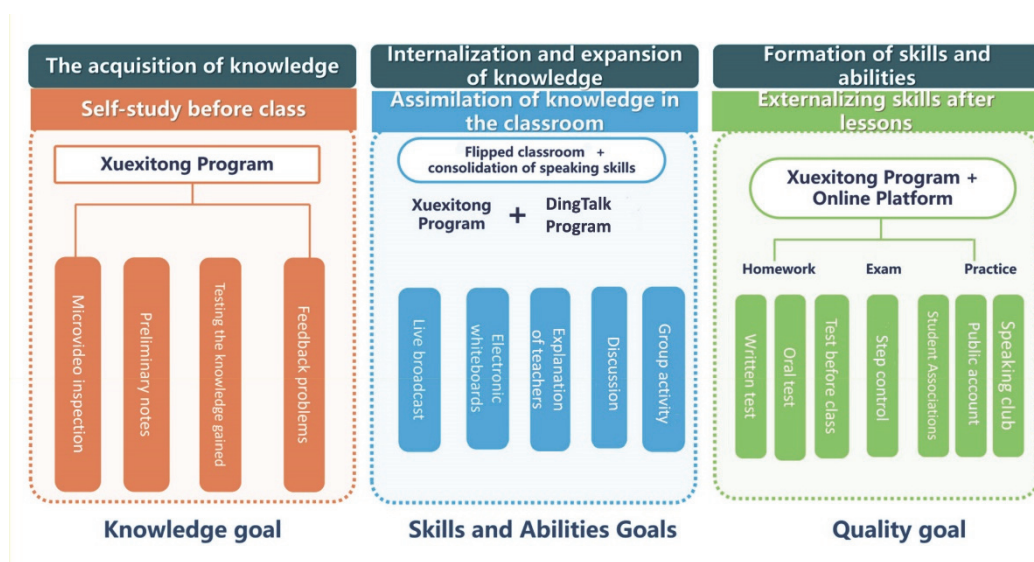 The acquisition of knowledge
Self-study before class
Xuexitong Program
Microvideo inspection
Preliminary notes
Testing the knowledge gained
Feedback problems
Knowledge goal
Internalization and expansion
of knowledge
Assimilation of knowledge in
the classroom
Flipped classroom +
consolidation of speaking skills
Xuexitong
Program
+
DingTalk
Program
Live broadcast
Electronic
whiteboards
Explanation
of teachers
Discussion
Group activity
Skills and Abilities Goals
Formation of skills and
abilities
Externalizing skills after
lessons
Xuexitong Program +
Online Platform
Homework
Exam
Practice
Written test
Oral test
Test before class
Step control
Student Associations
Public account
Speaking club
Quality goal